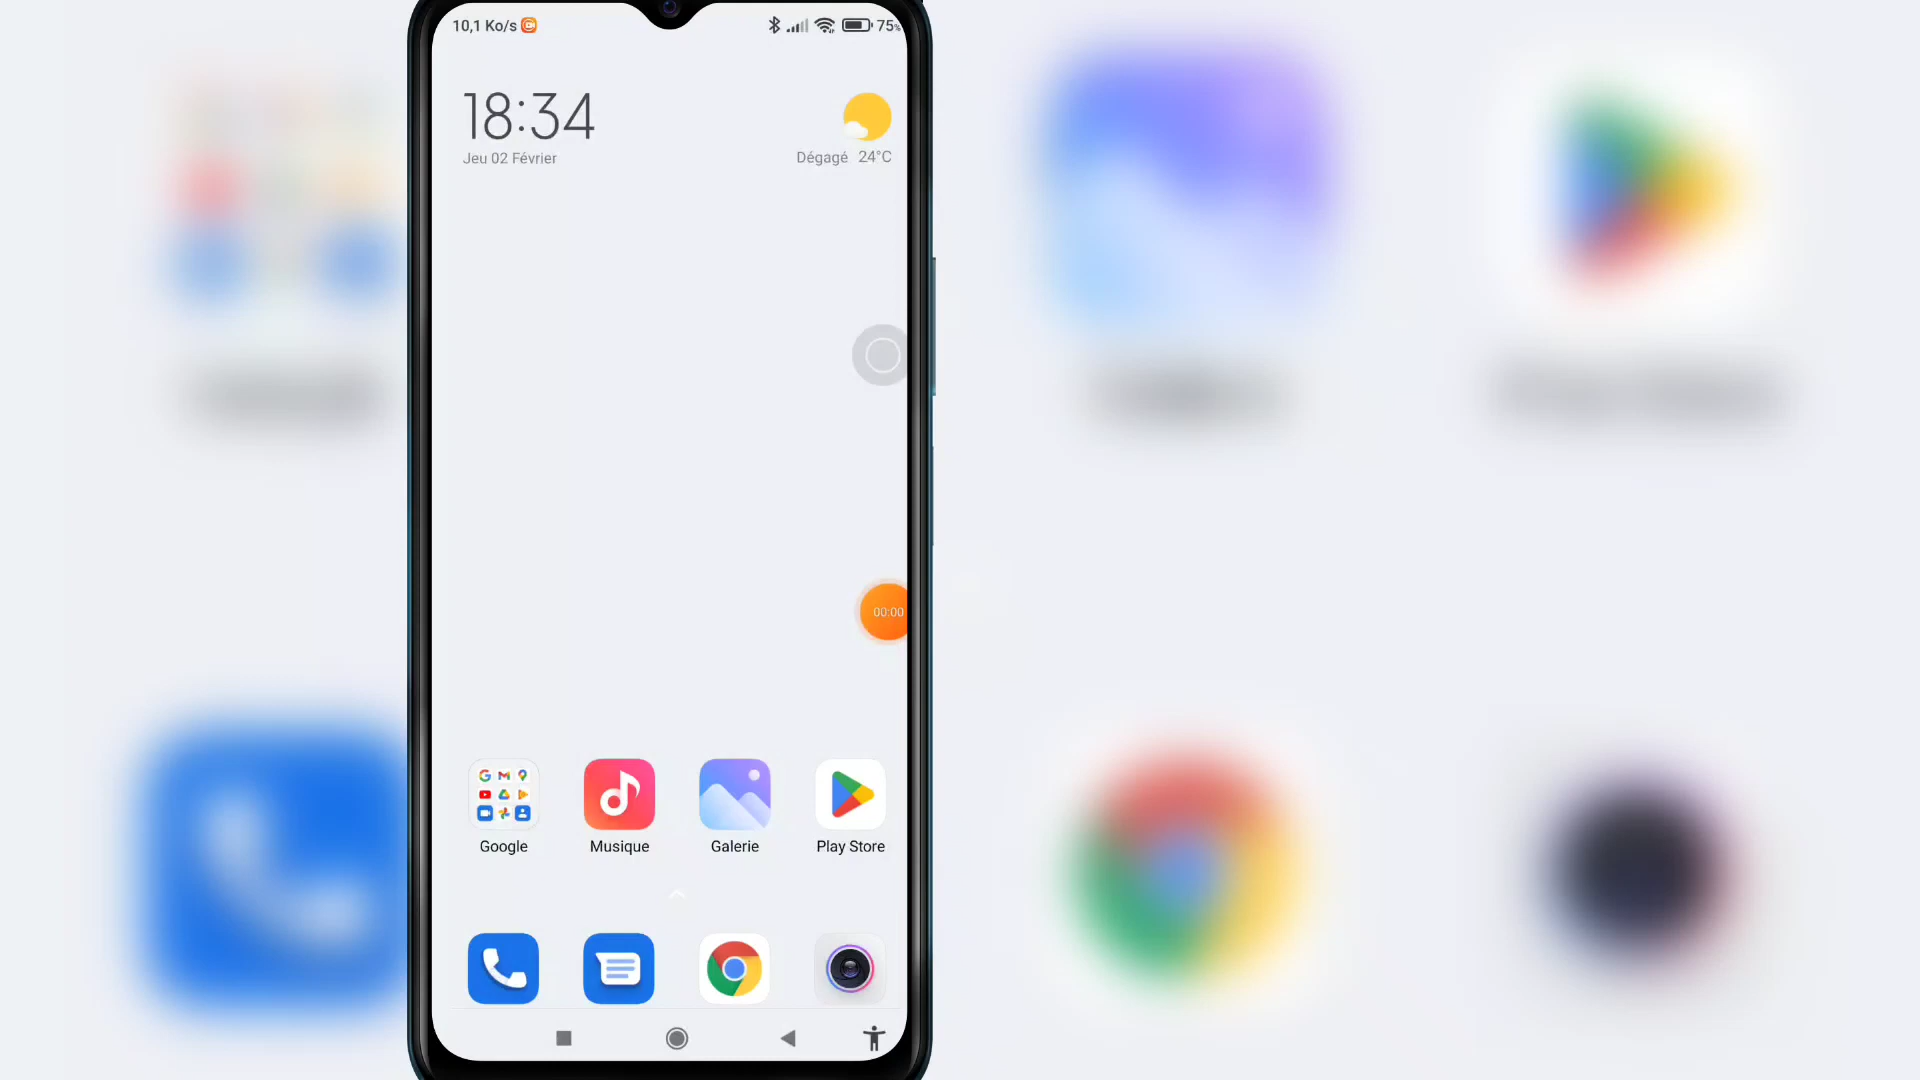 10,1 Ko/s 75%
18:34
Jeu 02 Février
Dégagé 24°C
00:00
Google Musique Galerie Play Store